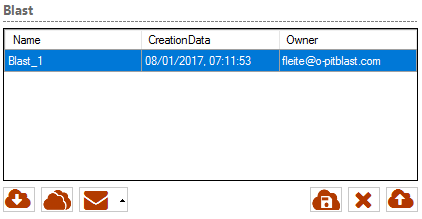 Blast
Name CreationData Owner
Blast_1 08/01/2017, 07:11:53 fleite@o-pitblast.com